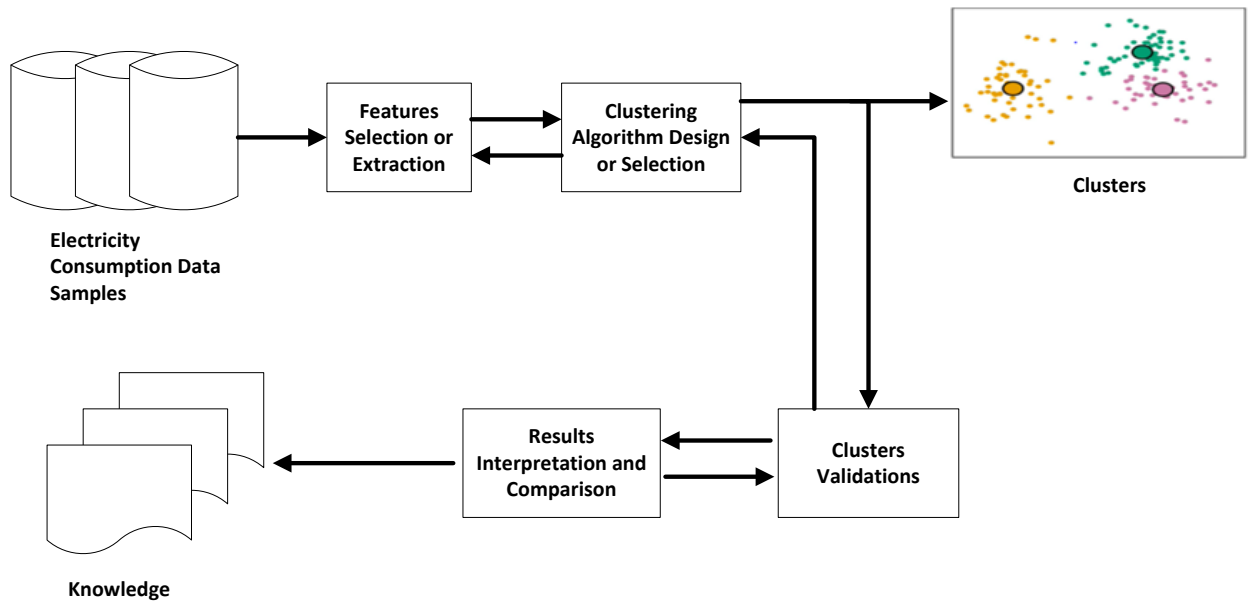 Features
Selection or
Extraction
Clustering
Algorithm Design
or Selection
Clusters
Electricity
Consumption Data
Samples
Results
Interpretation and
Comparison
Clusters
Validations
Knowledge